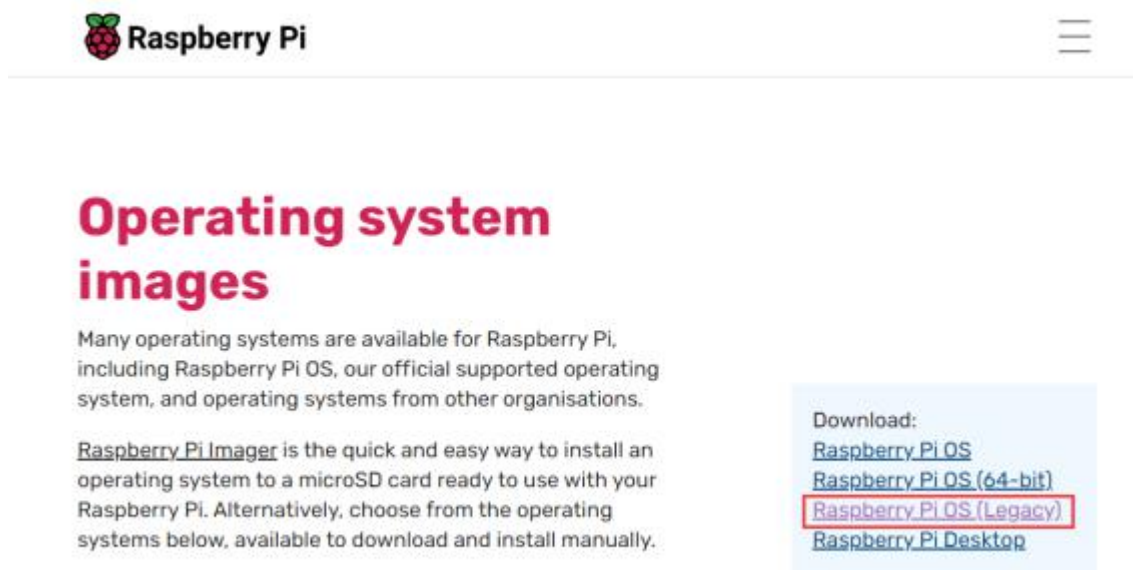 Raspberry Pi
Operating system
images
Many operating systems are available for Raspberry Pi,
including Raspberry Pi OS, our official supported operating
system, and operating systems from other organisations.
Raspberry Pi Imager is the quick and easy way to install an
operating system to a microSD card ready to use with your
Raspberry Pi. Alternatively, choose from the operating
systems below, available to download and install manually.
Download:
Raspberry Pi OS
Raspberry Pi OS (64-bit)
Raspberry Pi OS (Legacy)
Raspberry Pi Desktop